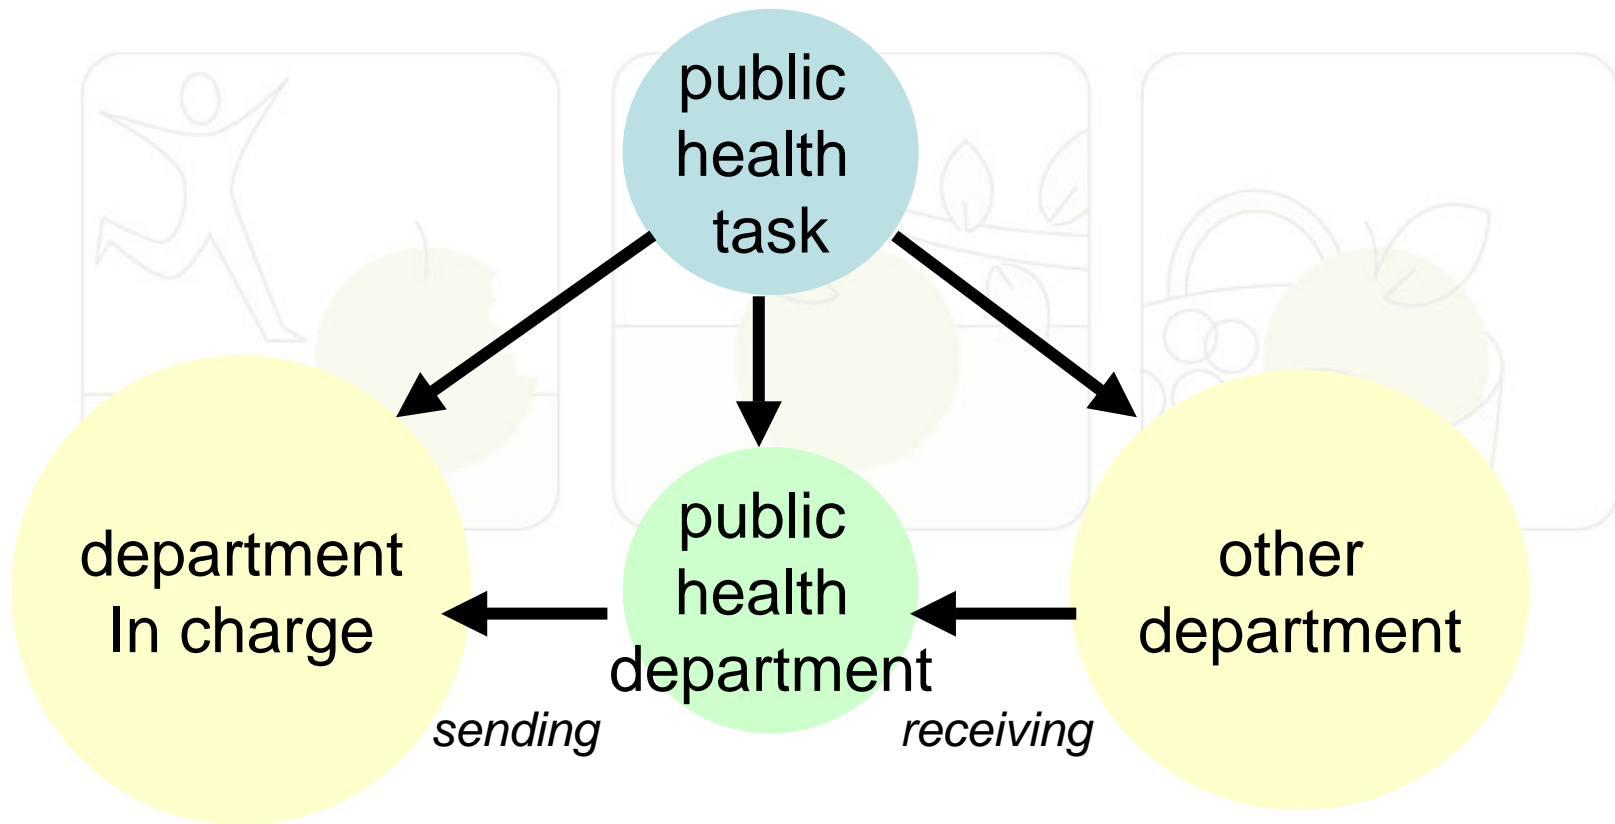 public
health
task
department
In charge
public
health
department
other
department
sending
receiving